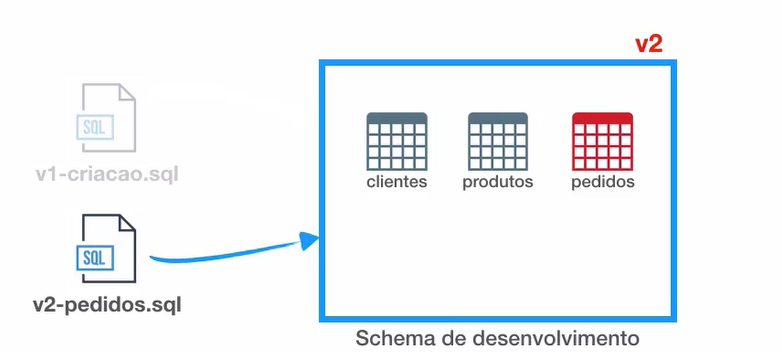 v2
SQL
v1-criacao.sql
clientes
produtos
pedidos
SQL
v2-pedidos.sql
Schema de desenvolvimento